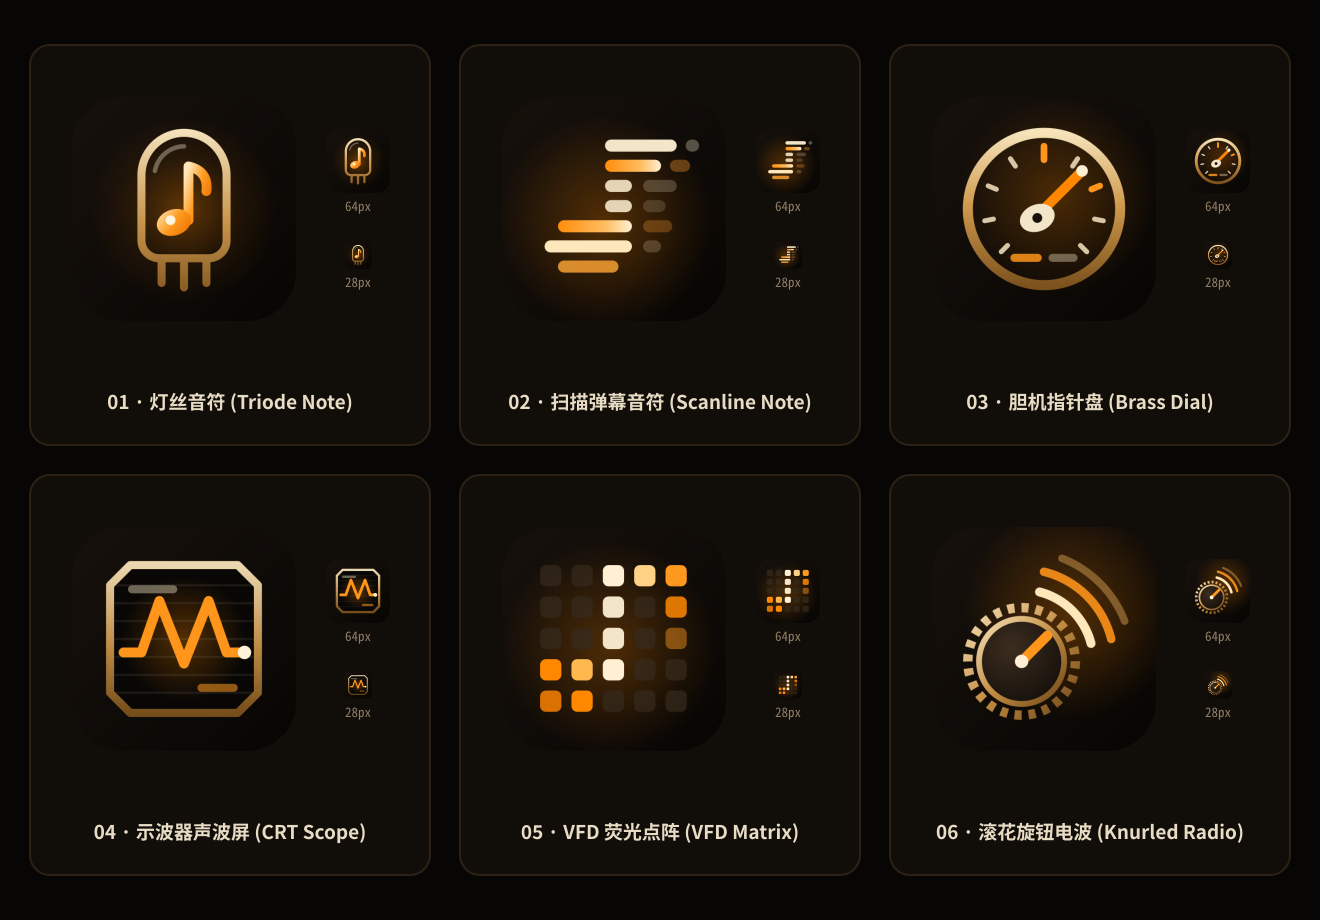 64px
28px
01 · 灯丝音符 (Triode Note)
64px
28px
02 · 扫描弹幕音符 (Scanline Note)
64px
28px
03 · 胆机指针盘 (Brass Dial)
64px
28px
04 · 示波器声波屏 (CRT Scope)
64px
28px
05 · VFD 荧光点阵 (VFD Matrix)
64px
28px
06 · 滚花旋钮电波 (Knurled Radio)